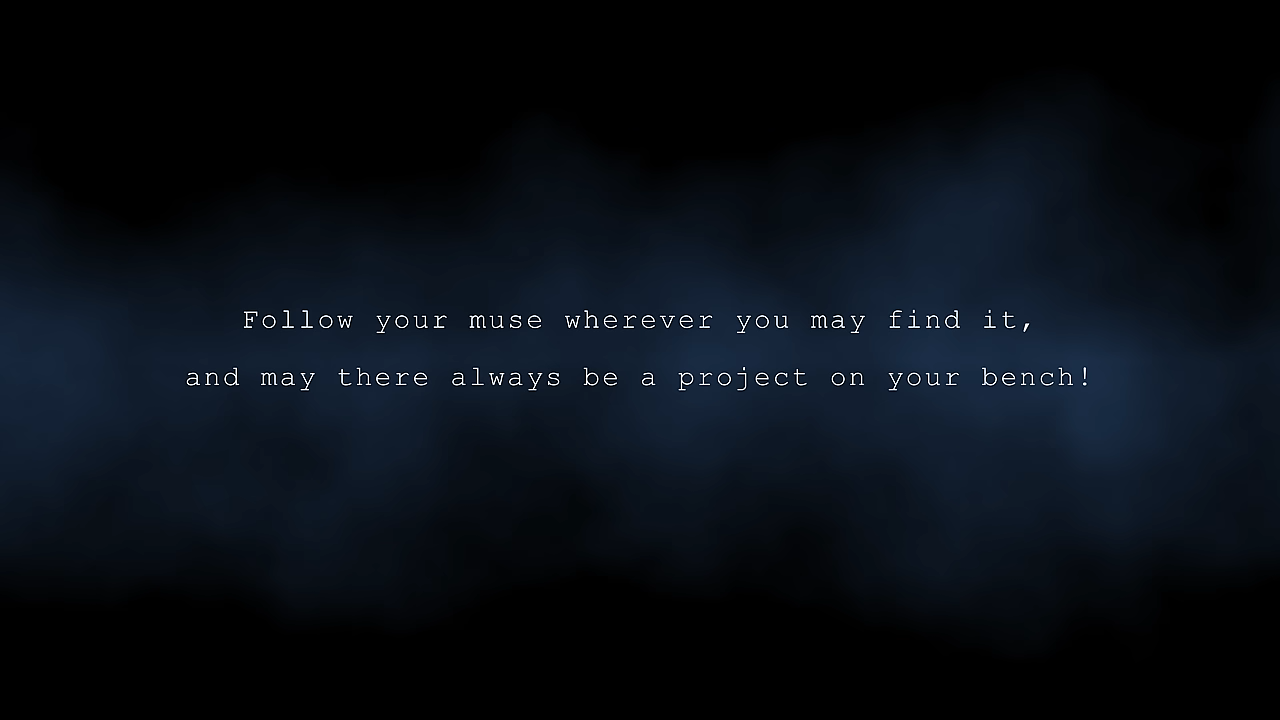 Follow your muse wherever you may find it,
and may there always be a project on your bench!